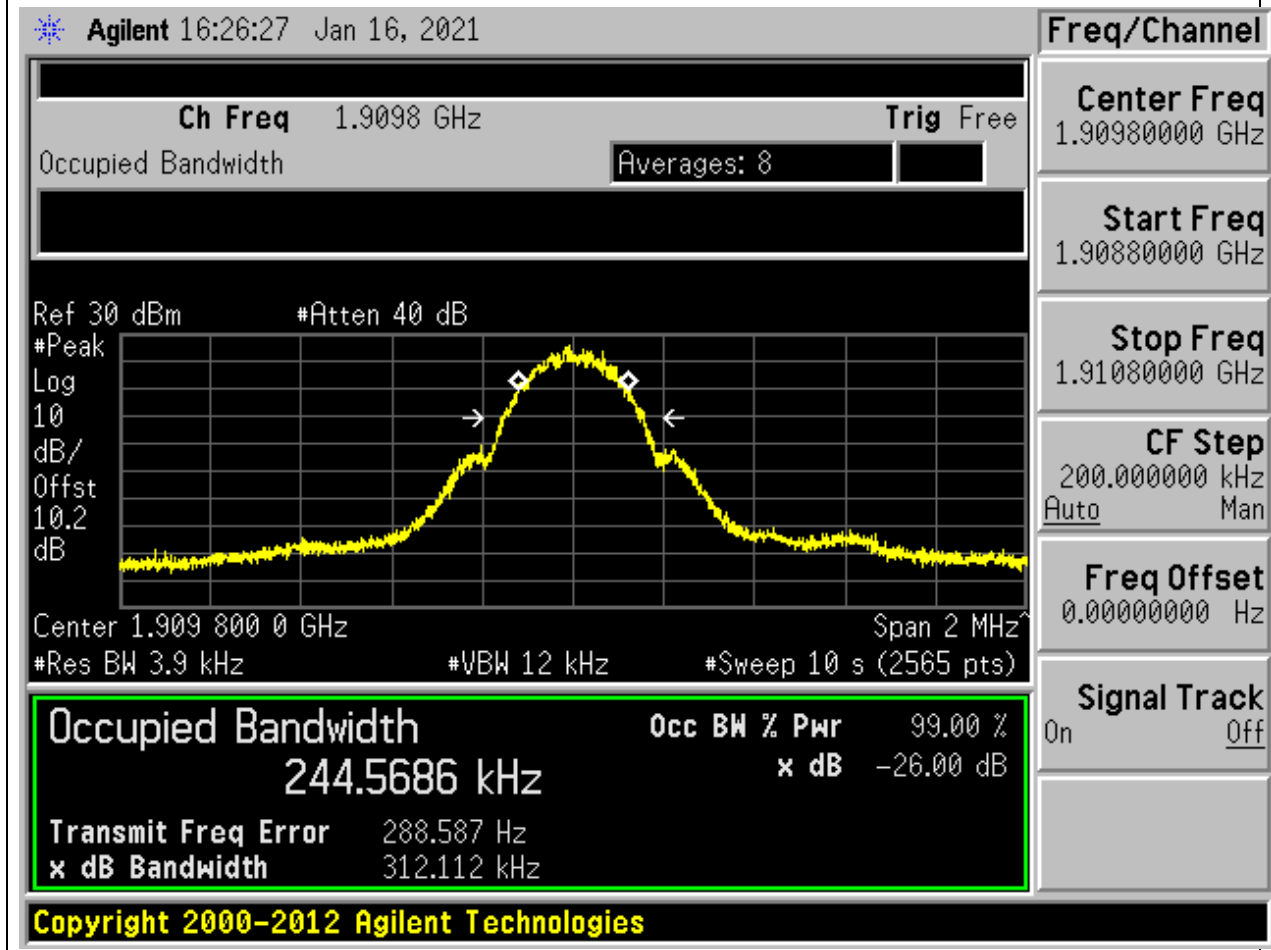 Agilent 16:26:27 Jan 16, 2021
Freq/Channel
Ch Freq 1.9098 GHz Trig Free
Occupied Bandwidth Averages: 8
Center Freq
1.90980000 GHz
Start Freq
1.90880000 GHz
Stop Freq
1.91080000 GHz
CF Step
200.000000 kHz
Auto Man
Freq Offset
0.00000000 Hz
Signal Track
On Off
Ref 30 dBm #Atten 40 dB
#Peak
Log
10
dB/
Offst
10.2
dB
Center 1.909 800 0 GHz Span 2 MHz^
#Res BW 3.9 kHz #VBW 12 kHz #Sweep 10 s (2565 pts)
Occupied Bandwidth Occ BW % Pwr 99.00 %
244.5686 kHz x dB -26.00 dB
Transmit Freq Error 288.587 Hz
x dB Bandwidth 312.112 kHz
Copyright 2000-2012 Agilent Technologies